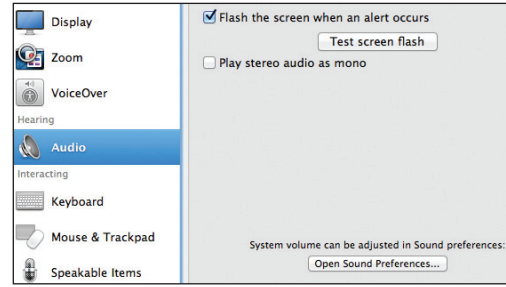 Display
Zoom
VoiceOver
Hearing
Audio
Interacting
Keyboard
Mouse & Trackpad
Speakable Items
Flash the screen when an alert occurs
Test screen flash
Play stereo audio as mono
System volume can be adjusted in Sound preferences:
Open Sound Preferences...